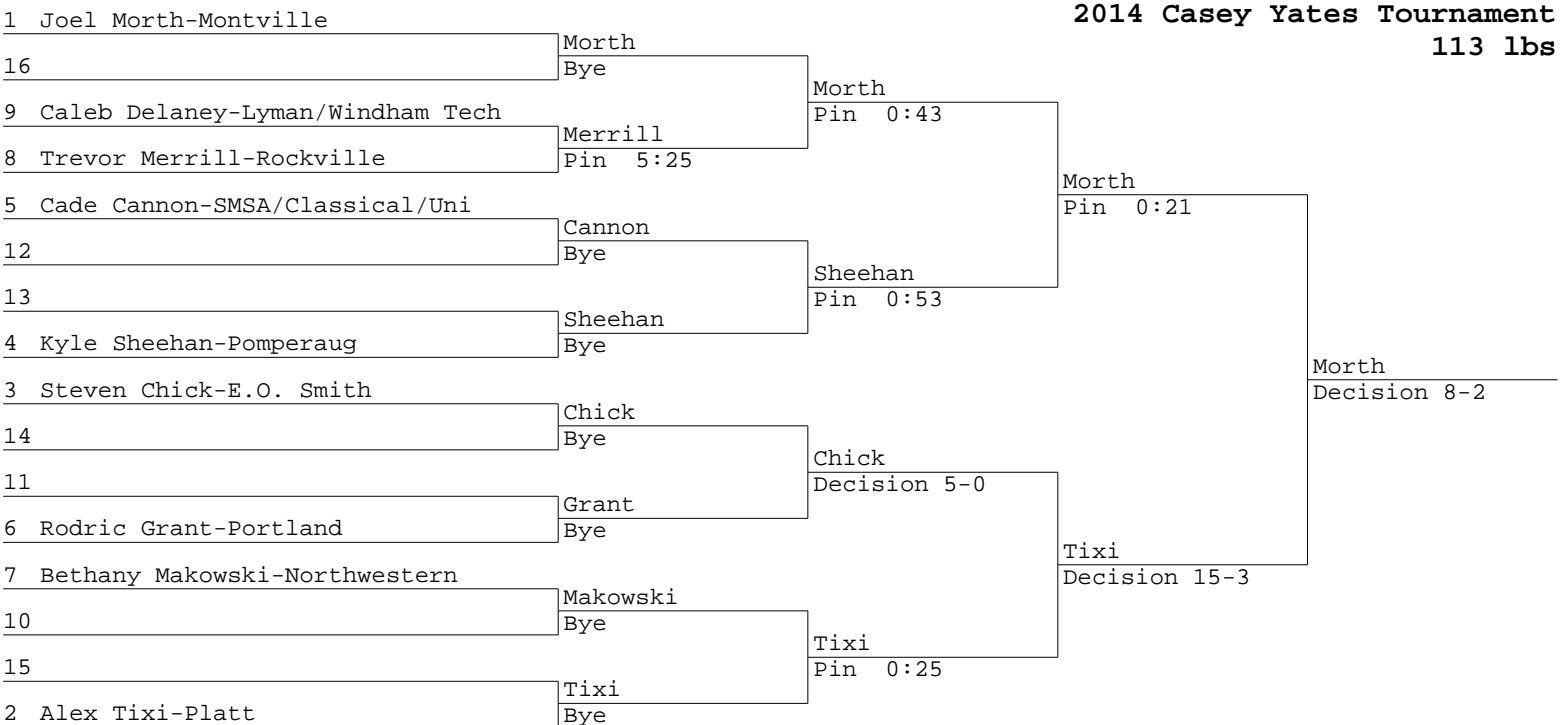 2014 Casey Yates Tournament
113 lbs
1 Joel Morth-Montville
16
9 Caleb Delaney-Lyman/Windham Tech
8 Trevor Merrill-Rockville
5 Cade Cannon-SMSA/Classical/Uni
12
13
4 Kyle Sheehan-Pomperaug
3 Steven Chick-E.O. Smith
14
11
6 Rodric Grant-Portland
7 Bethany Makowski-Northwestern
10
15
2 Alex Tixi-Platt
Morth
Bye
Merrill
Pin 5:25
Cannon
Bye
Sheehan
Bye
Chick
Bye
Grant
Bye
Makowski
Bye
Tixi
Bye
Morth
Pin 0:43
Sheehan
Pin 0:53
Chick
Decision 5-0
Tixi
Pin 0:25
Morth
Pin 0:21
Tixi
Decision 15-3
Morth
Decision 8-2